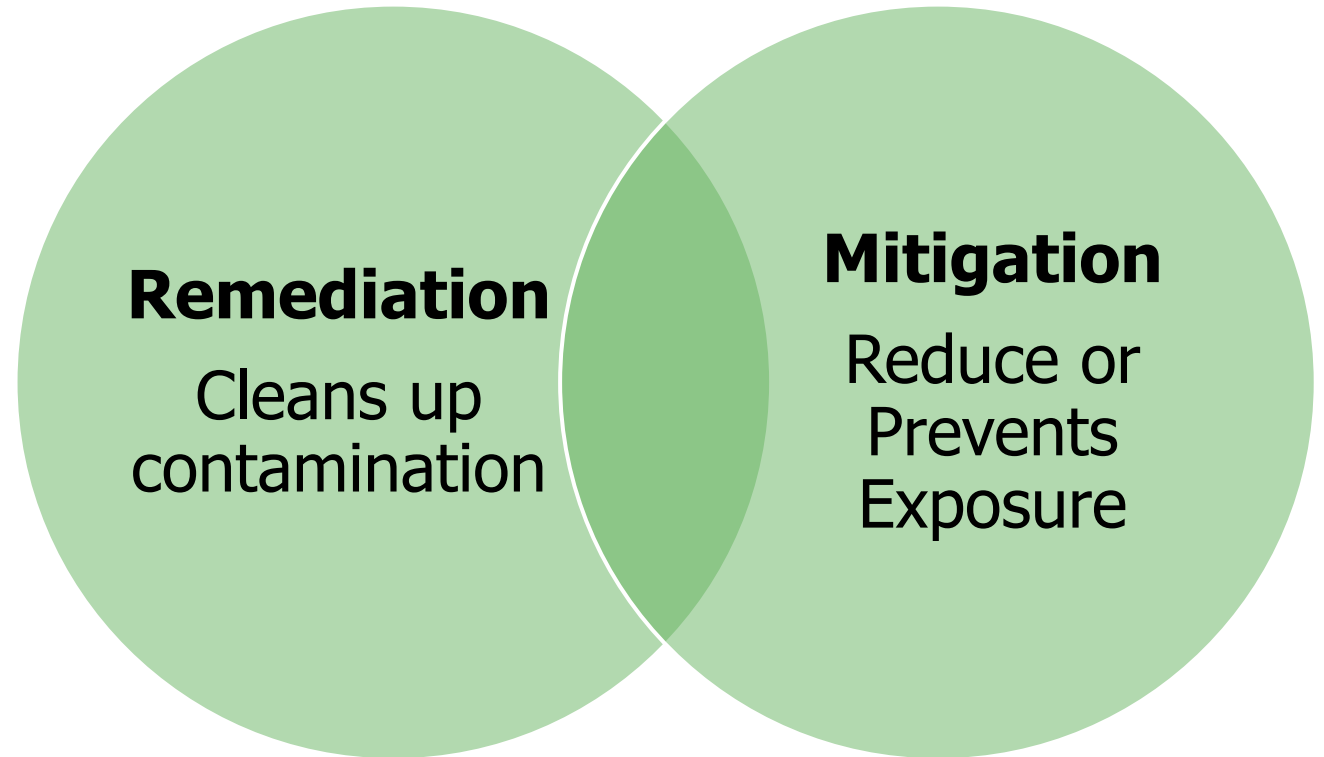 Remediation
Cleans up
contamination
Mitigation
Reduce or
Prevents
Exposure